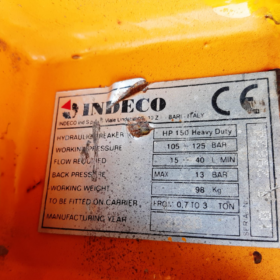 INDECO
CE
INDECO Ind. S.p.A. Viale BARI - ITALY
HYDRAULIC BREAKER HP 150 Heavy Duty
WORKING PRESSURE 105 - 125 BAR
FLOW REQUIRED 15 - 40 L/MIN
BACK PRESSURE MAX 13 BAR
WORKING WEIGHT 98 Kg
TO BE FITTED ON CARRIER FROM 0,7 TO 3 TON
MANUFACTURING YEAR